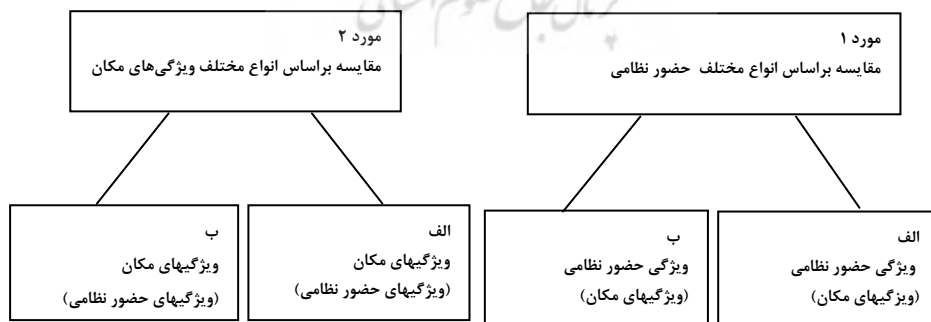 مورد ۱
مقایسه براساس انواع مختلف حضور نظامی
مورد ۲
مقایسه براساس انواع مختلف ویژگی‌های مکان
الف
ویژگی حضور نظامی
(ویزگیهای مکان)
ب
ویژگی حضور نظامی
(ویژگیهای مکان)
الف
ویژگیهای مکان
(ویژگیهای حضور نظامی)
ب
ویژگیهای مکان
(ویژگیهای حضور نظامی)